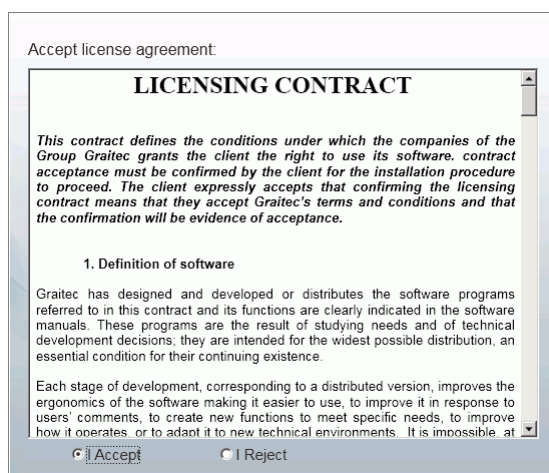 Accept license agreement:
LICENSING CONTRACT
This contract defines the conditions under which the companies of the
Group Graitec grants the client the right to use its software. contract
acceptance must be confirmed by the client for the installation procedure
to proceed. The client expressly accepts that confirming the licensing
contract means that they accept Graitec's terms and conditions and that
the confirmation will be evidence of acceptance.
1. Definition of software
Graitec has designed and developed or distributes the software programs
referred to in this contract and its functions are clearly indicated in the software
manuals. These programs are the result of studying needs and of technical
development decisions; they are intended for the widest possible distribution, an
essential condition for their continuing existence.
Each stage of development, corresponding to a distributed version, improves the
ergonomics of the software making it easier to use, to improve it in response to
users' comments, to create new functions to meet specific needs, to improve
how it operates, or to adapt it to new technical environments. It is impossible, at
I Accept
I Reject